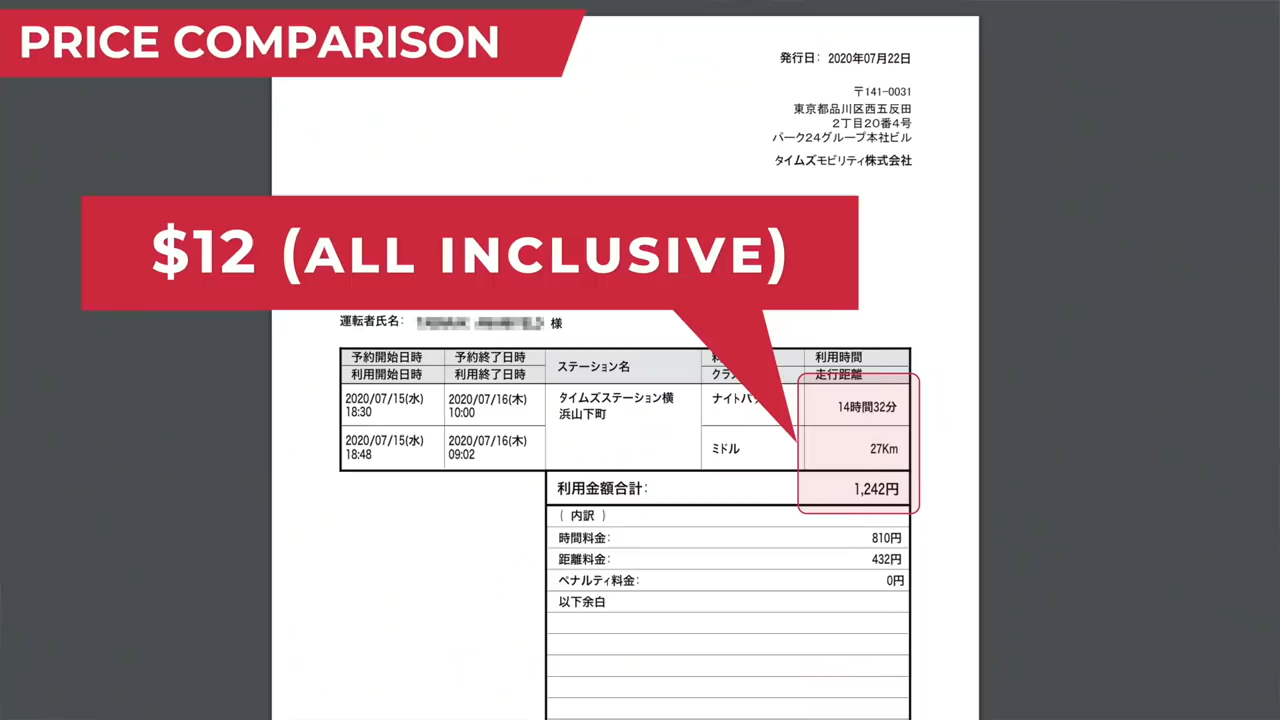 PRICE COMPARISON
発行日: 2020年07月22日
〒141-0031
東京都品川区西五反田
2丁目20番4号
パーク24グループ本社ビル
タイムズモビリティ株式会社
$12 (ALL INCLUSIVE)
運転者氏名: 様
予約開始日時 予約終了日時 ステーション名 利用時間
利用開始日時 利用終了日時 クラ 走行距離
2020/07/15(水) 2020/07/16(木) タイムズステーション横 ナイトパ 14時間32分
18:30 10:00 浜山下町
2020/07/15(水) 2020/07/16(木) ミドル 27Km
18:48 09:02
利用金額合計: 1,242円
( 内訳 )
時間料金: 810円
距離料金: 432円
ペナルティ料金: 0円
以下余白